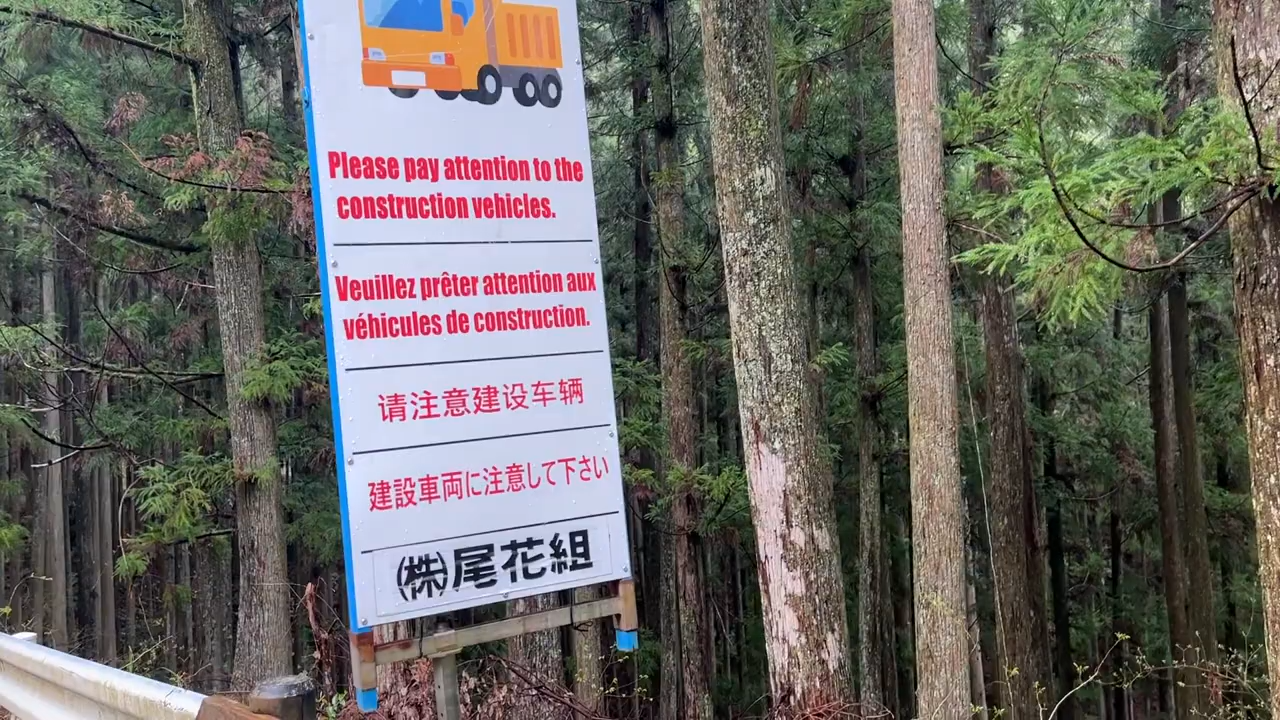 Please pay attention to the
construction vehicles.
Veuillez prêter attention aux
véhicules de construction.
请注意建设车辆
建設車両に注意して下さい
㈱尾花組